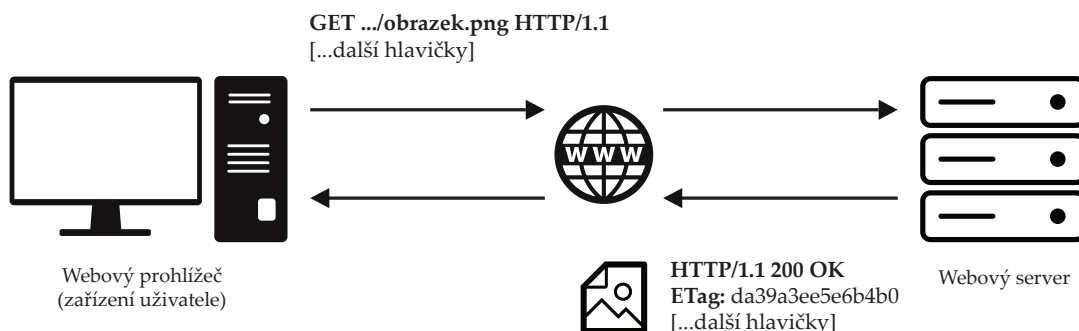 GET .../obrazek.png HTTP/1.1
[...další hlavičky]
WWW
Webový prohlížeč
(zařízení uživatele)
HTTP/1.1 200 OK
ETag: da39a3ee5e6b4b0
[...další hlavičky]
Webový server